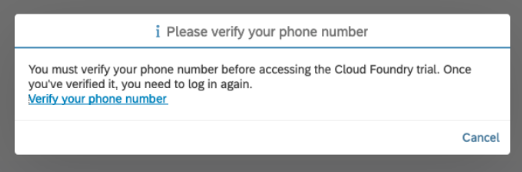 Please verify your phone number
You must verify your phone number before accessing the Cloud Foundry trial. Once
you've verified it, you need to log in again.
Verify your phone number
Cancel